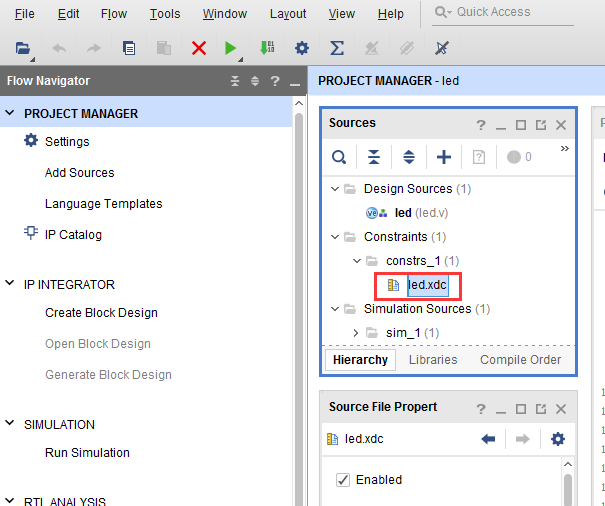 File Edit Flow Tools Window Layout View Help Quick Access
Flow Navigator
PROJECT MANAGER - led
PROJECT MANAGER
Settings
Add Sources
Language Templates
IP Catalog
IP INTEGRATOR
Create Block Design
Open Block Design
Generate Block Design
SIMULATION
Run Simulation
RTL ANALYSIS
Sources
0
Design Sources (1)
led (led.v)
Constraints (1)
constrs_1 (1)
led.xdc
Simulation Sources (1)
sim_1 (1)
Hierarchy Libraries Compile Order
Source File Propert
led.xdc
Enabled